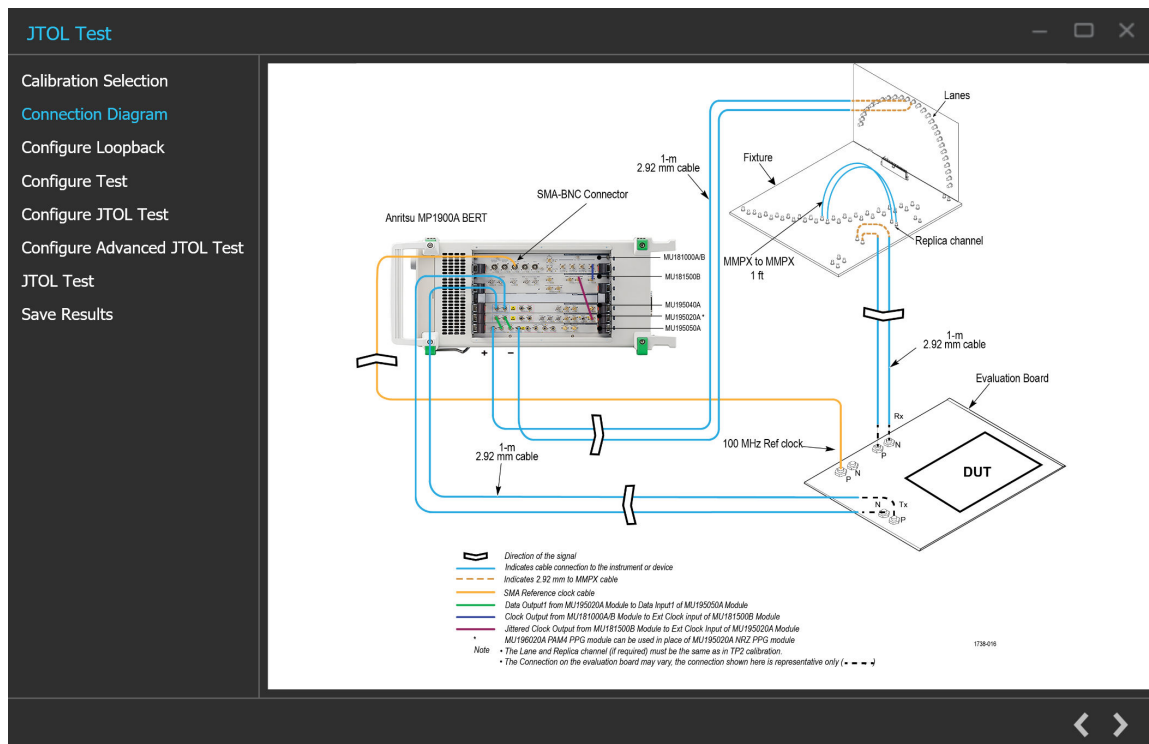 JTOL Test
Calibration Selection
Connection Diagram
Configure Loopback
Configure Test
Configure JTOL Test
Configure Advanced JTOL Test
JTOL Test
Save Results
Lanes
1-m
2.92 mm cable
Fixture
SMA-BNC Connector
Anritsu MP1900A BERT
Replica channel
MMPX to MMPX
1 ft
MU181000A/B
MU181500B
MU195040A
MU195020A *
MU195050A
+ –
1-m
2.92 mm cable
Evaluation Board
Rx
N
P
100 MHz Ref clock
N
P
DUT
1-m
2.92 mm cable
N Tx
P
Direction of the signal
Indicates cable connection to the instrument or device
Indicates 2.92 mm to MMPX cable
SMA Reference clock cable
Data Output1 from MU195020A Module to Data Input1 of MU195050A Module
Clock Output from MU181000A/B Module to Ext Clock input of MU181500B Module
Jittered Clock Output from MU181500B Module to Ext Clock Input of MU195020A Module
* MU196020A PAM4 PPG module can be used in place of MU195020A NRZ PPG module
Note • The Lane and Replica channel (if required) must be the same as in TP2 calibration.
• The Connection on the evaluation board may vary, the connection shown here is representative only (- - - -)
1738-016